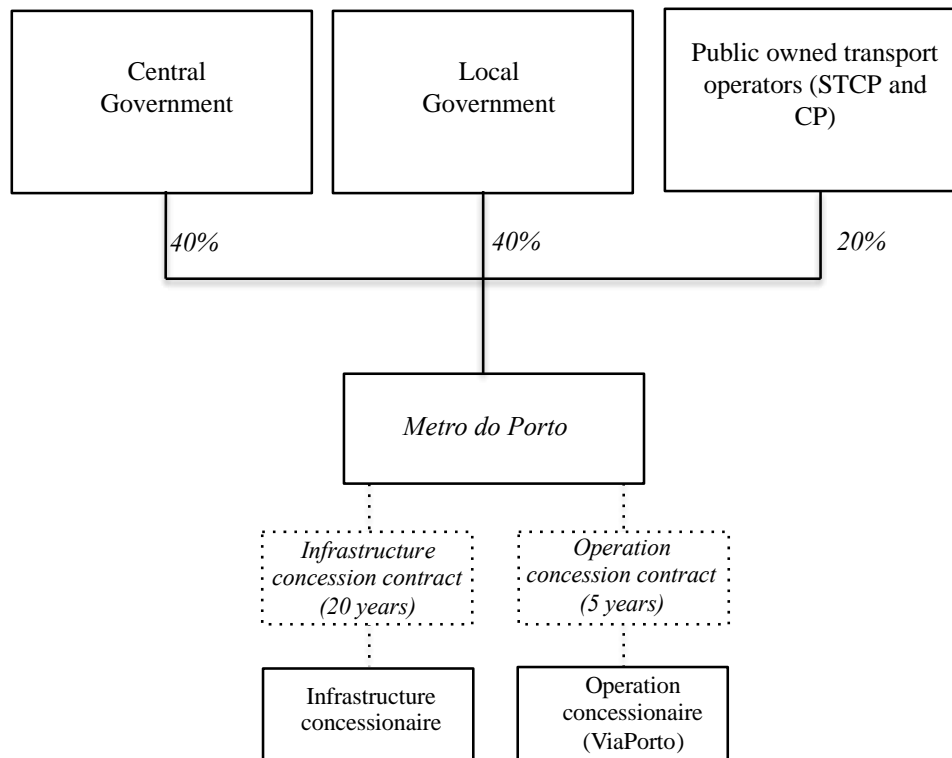 Central
Government
Local
Government
Public owned transport
operators (STCP and
CP)
40%
40%
20%
Metro do Porto
Infrastructure
concession contract
(20 years)
Operation
concession contract
(5 years)
Infrastructure
concessionaire
Operation
concessionaire
(ViaPorto)